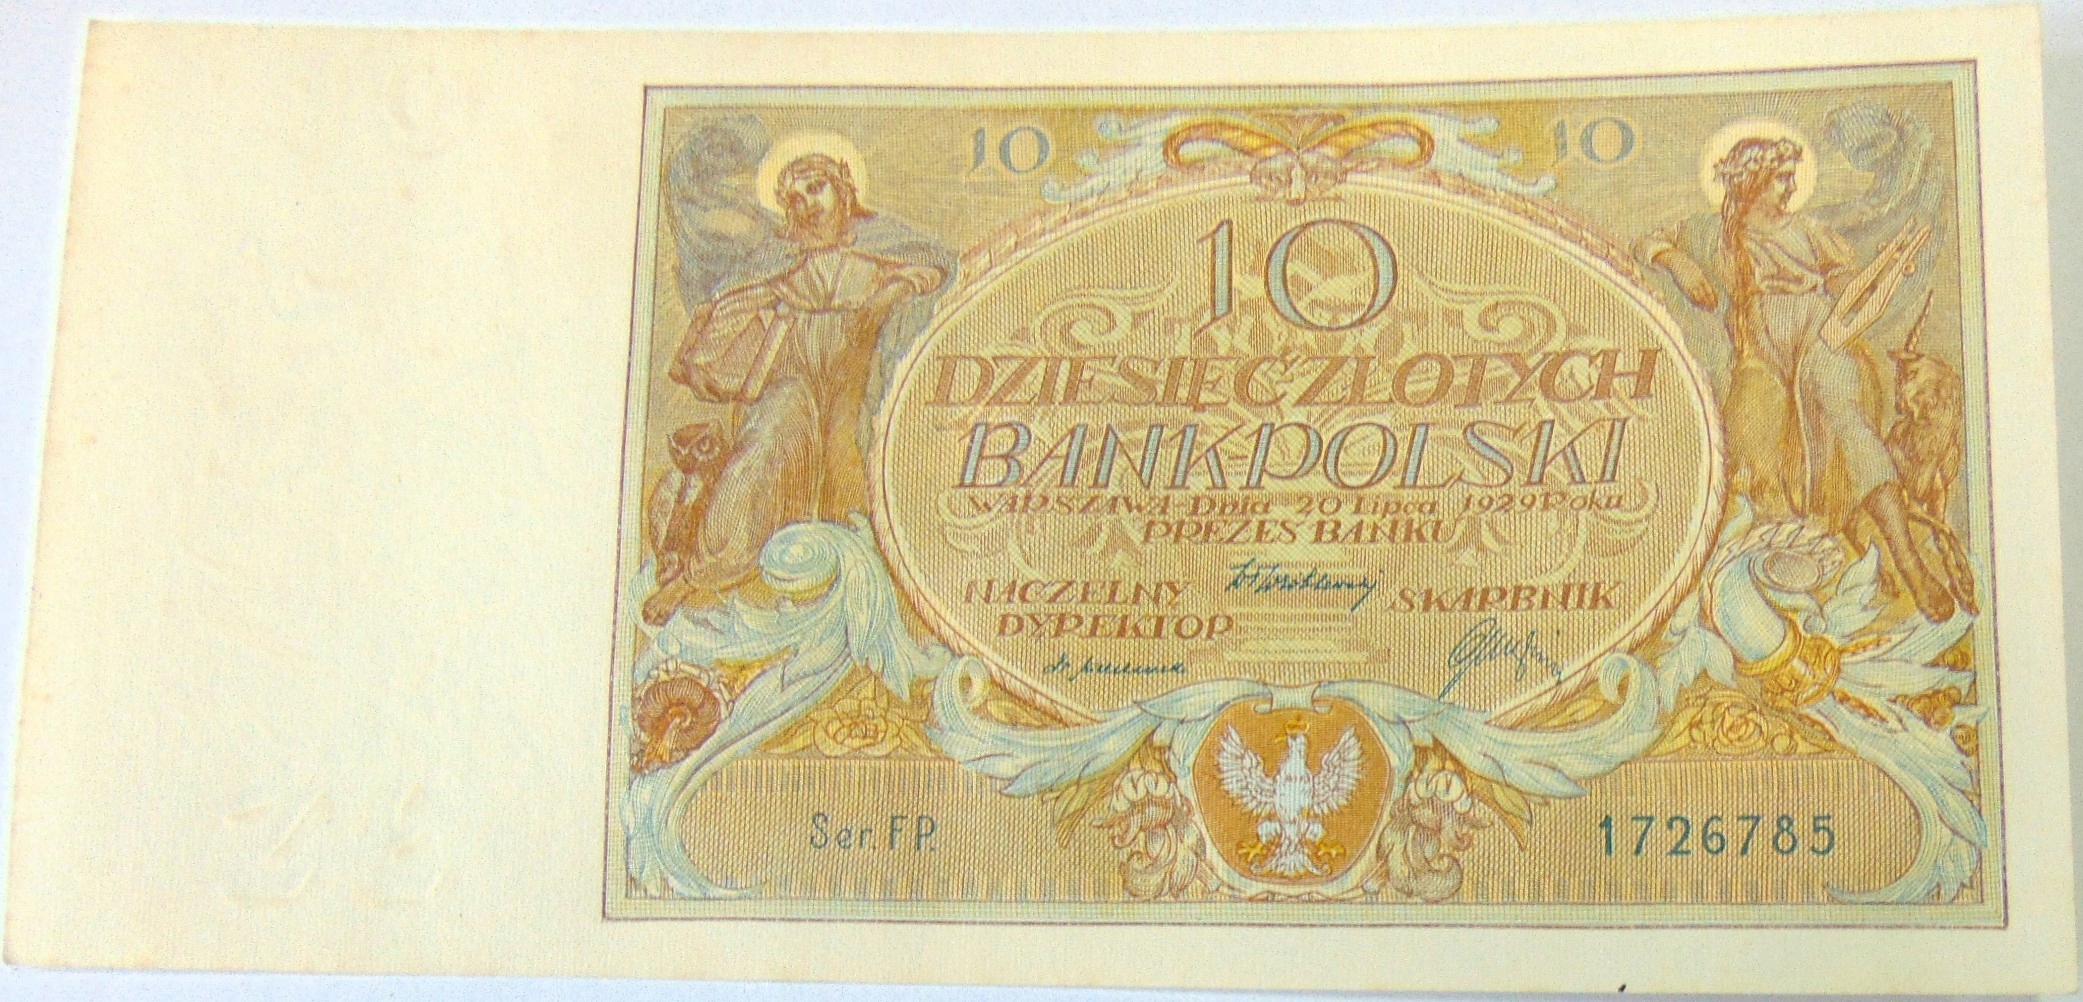 10 10
10
DZIESIĘĆ ZŁOTYCH
BANK POLSKI
WARSZAWA-Dnia 20 Lipca 1929 Roku
PREZES BANKU
NACZELNY
DYREKTOR
SKARBNIK
Ser. F P. 1726785